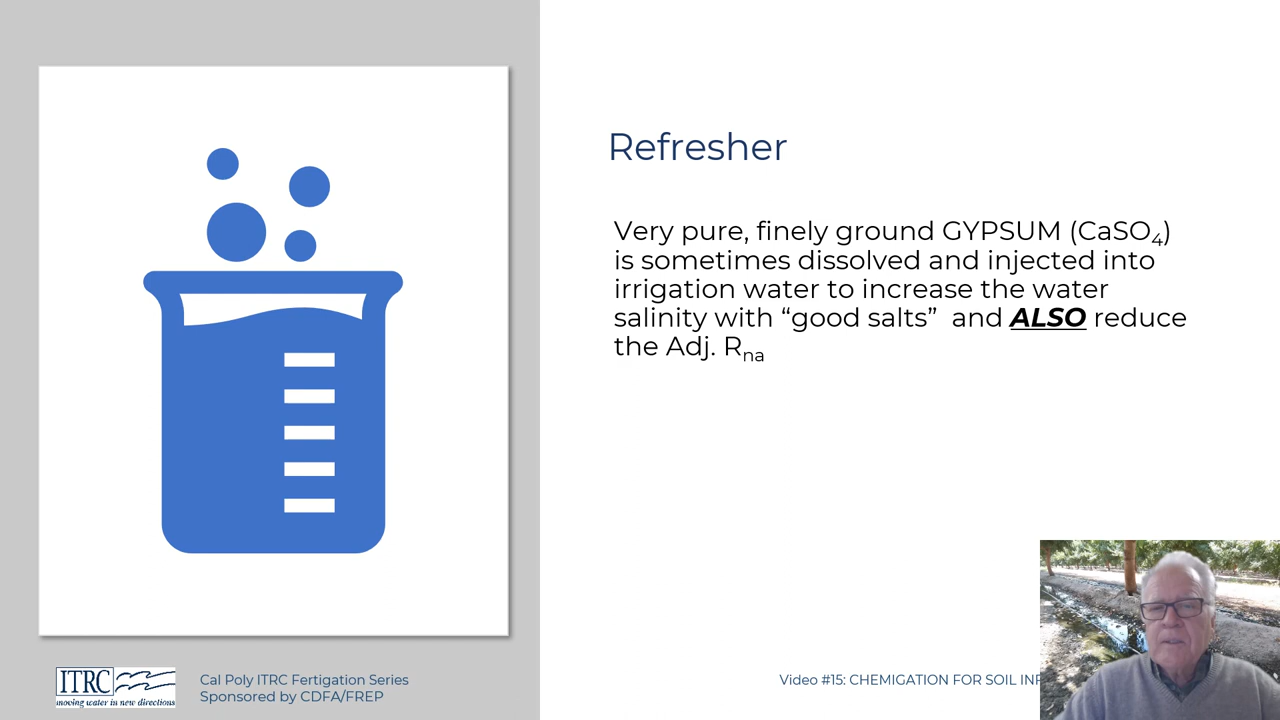 Refresher
Very pure, finely ground GYPSUM (CaSO₄)
is sometimes dissolved and injected into
irrigation water to increase the water
salinity with “good salts”  and ALSO reduce
the Adj. Rna
ITRC
moving water in new directions
Cal Poly ITRC Fertigation Series
Sponsored by CDFA/FREP
Video #15: CHEMIGATION FOR SOIL